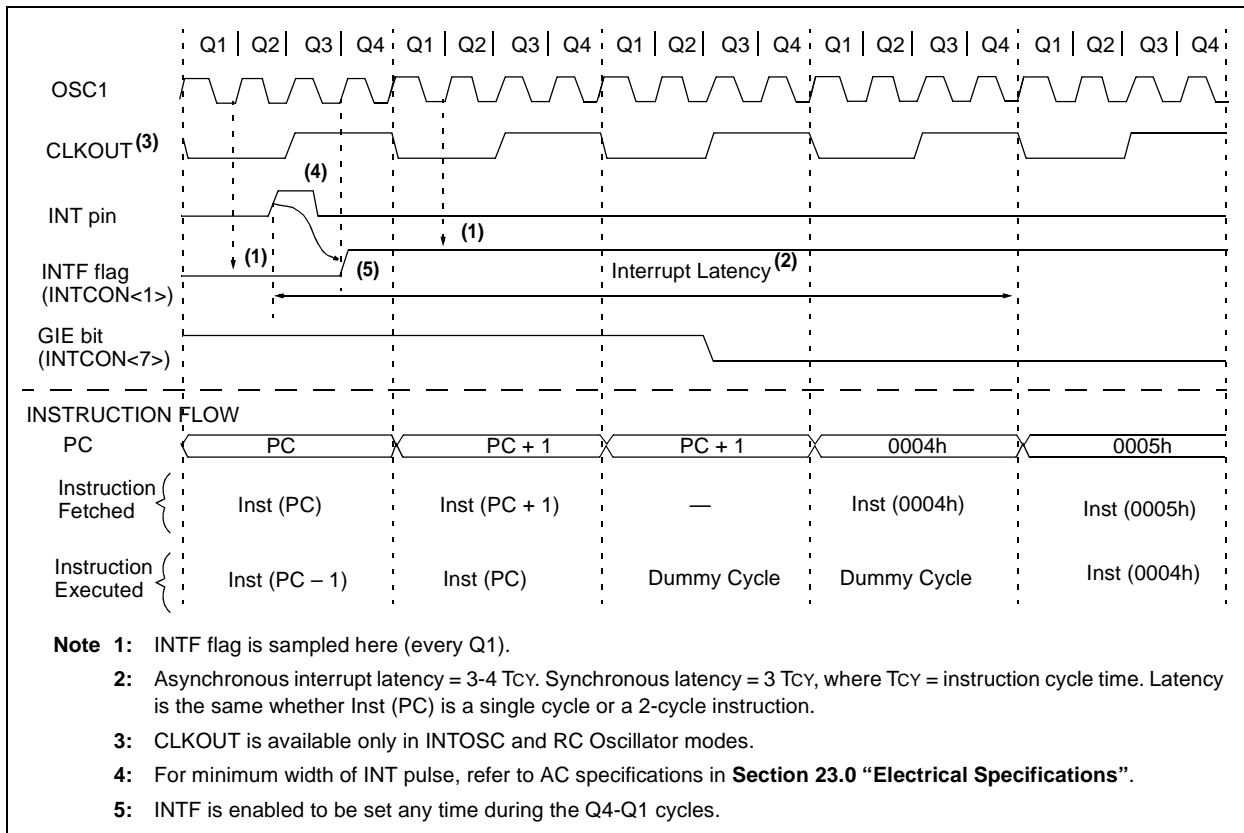 Q1 Q2 Q3 Q4 Q1 Q2 Q3 Q4 Q1 Q2 Q3 Q4 Q1 Q2 Q3 Q4 Q1 Q2 Q3 Q4
OSC1
CLKOUT (3)
(4)
INT pin
(1)
(1)
INTF flag
(INTCON<1>)
(5)
Interrupt Latency (2)
GIE bit
(INTCON<7>)
INSTRUCTION FLOW
PC PC PC + 1 PC + 1 0004h 0005h
Instruction
Fetched
Inst (PC) Inst (PC + 1) — Inst (0004h) Inst (0005h)
Instruction
Executed
Inst (PC – 1) Inst (PC) Dummy Cycle Dummy Cycle Inst (0004h)
Note 1: INTF flag is sampled here (every Q1).
2: Asynchronous interrupt latency = 3-4 TCY. Synchronous latency = 3 TCY, where TCY = instruction cycle time. Latency
is the same whether Inst (PC) is a single cycle or a 2-cycle instruction.
3: CLKOUT is available only in INTOSC and RC Oscillator modes.
4: For minimum width of INT pulse, refer to AC specifications in Section 23.0 “Electrical Specifications”.
5: INTF is enabled to be set any time during the Q4-Q1 cycles.